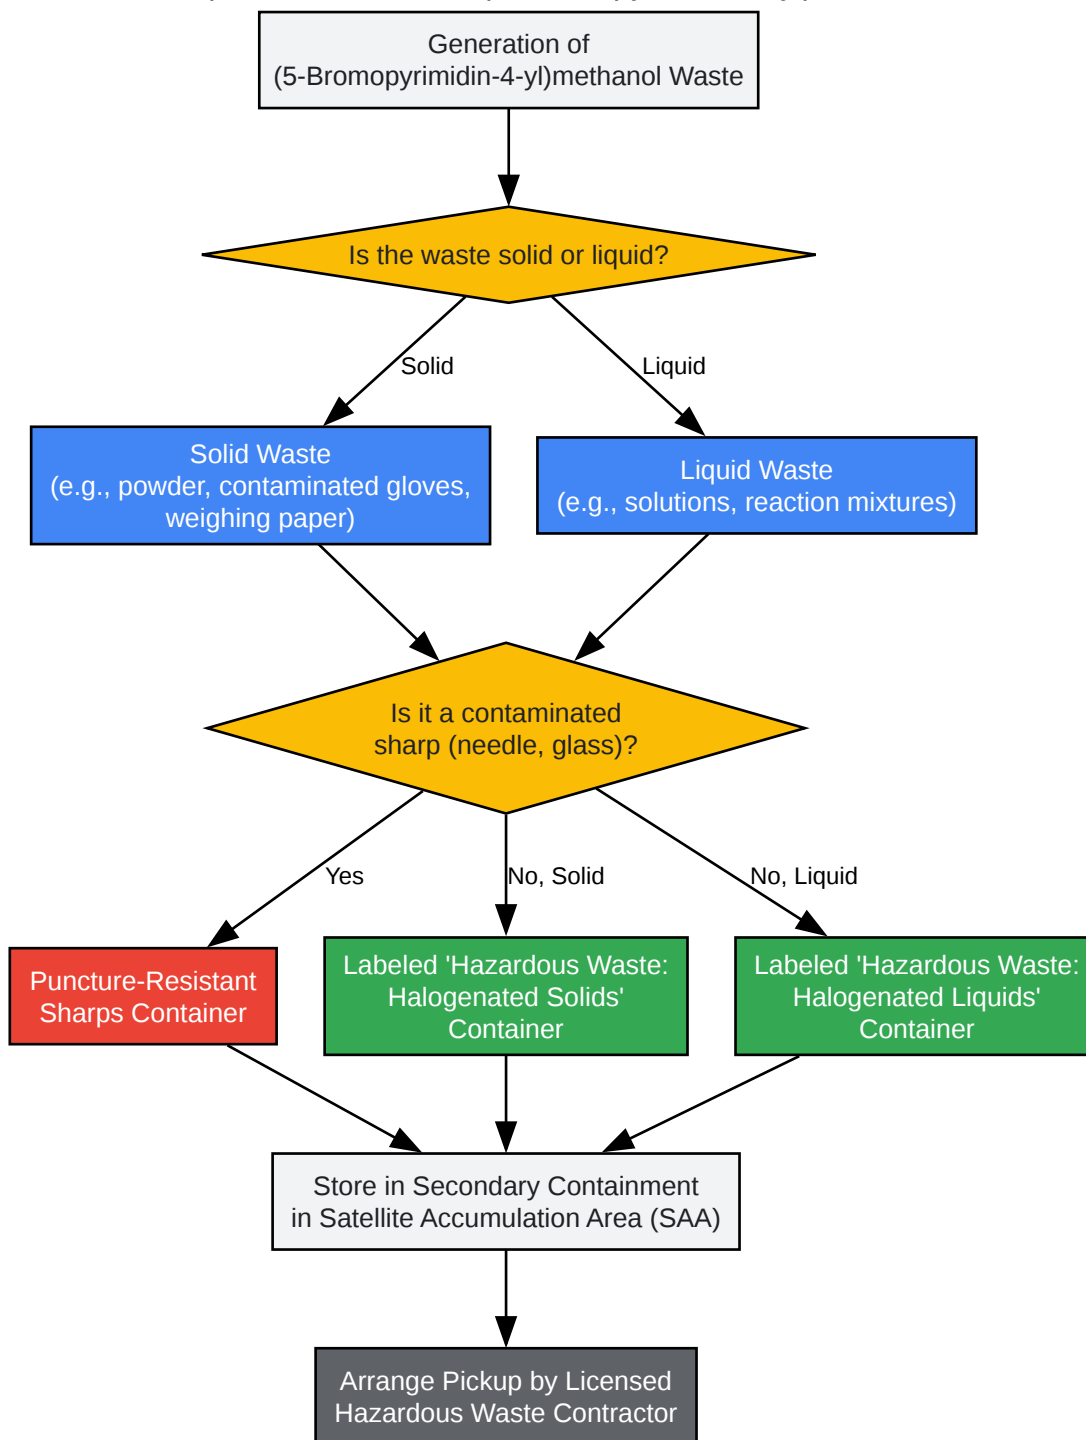 Generation of
(5-Bromopyrimidin-4-yl)methanol Waste
Is the waste solid or liquid?
Solid
Liquid
Solid Waste
(e.g., powder, contaminated gloves,
weighing paper)
Liquid Waste
(e.g., solutions, reaction mixtures)
Is it a contaminated
sharp (needle, glass)?
Yes
No, Solid
No, Liquid
Puncture-Resistant
Sharps Container
Labeled 'Hazardous Waste:
Halogenated Solids'
Container
Labeled 'Hazardous Waste:
Halogenated Liquids'
Container
Store in Secondary Containment
in Satellite Accumulation Area (SAA)
Arrange Pickup by Licensed
Hazardous Waste Contractor